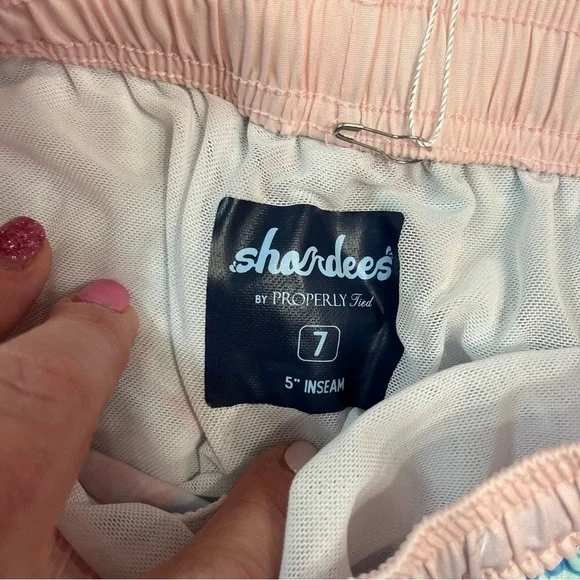 shordees
BY PROPERLY Tied
7
5" INSEAM